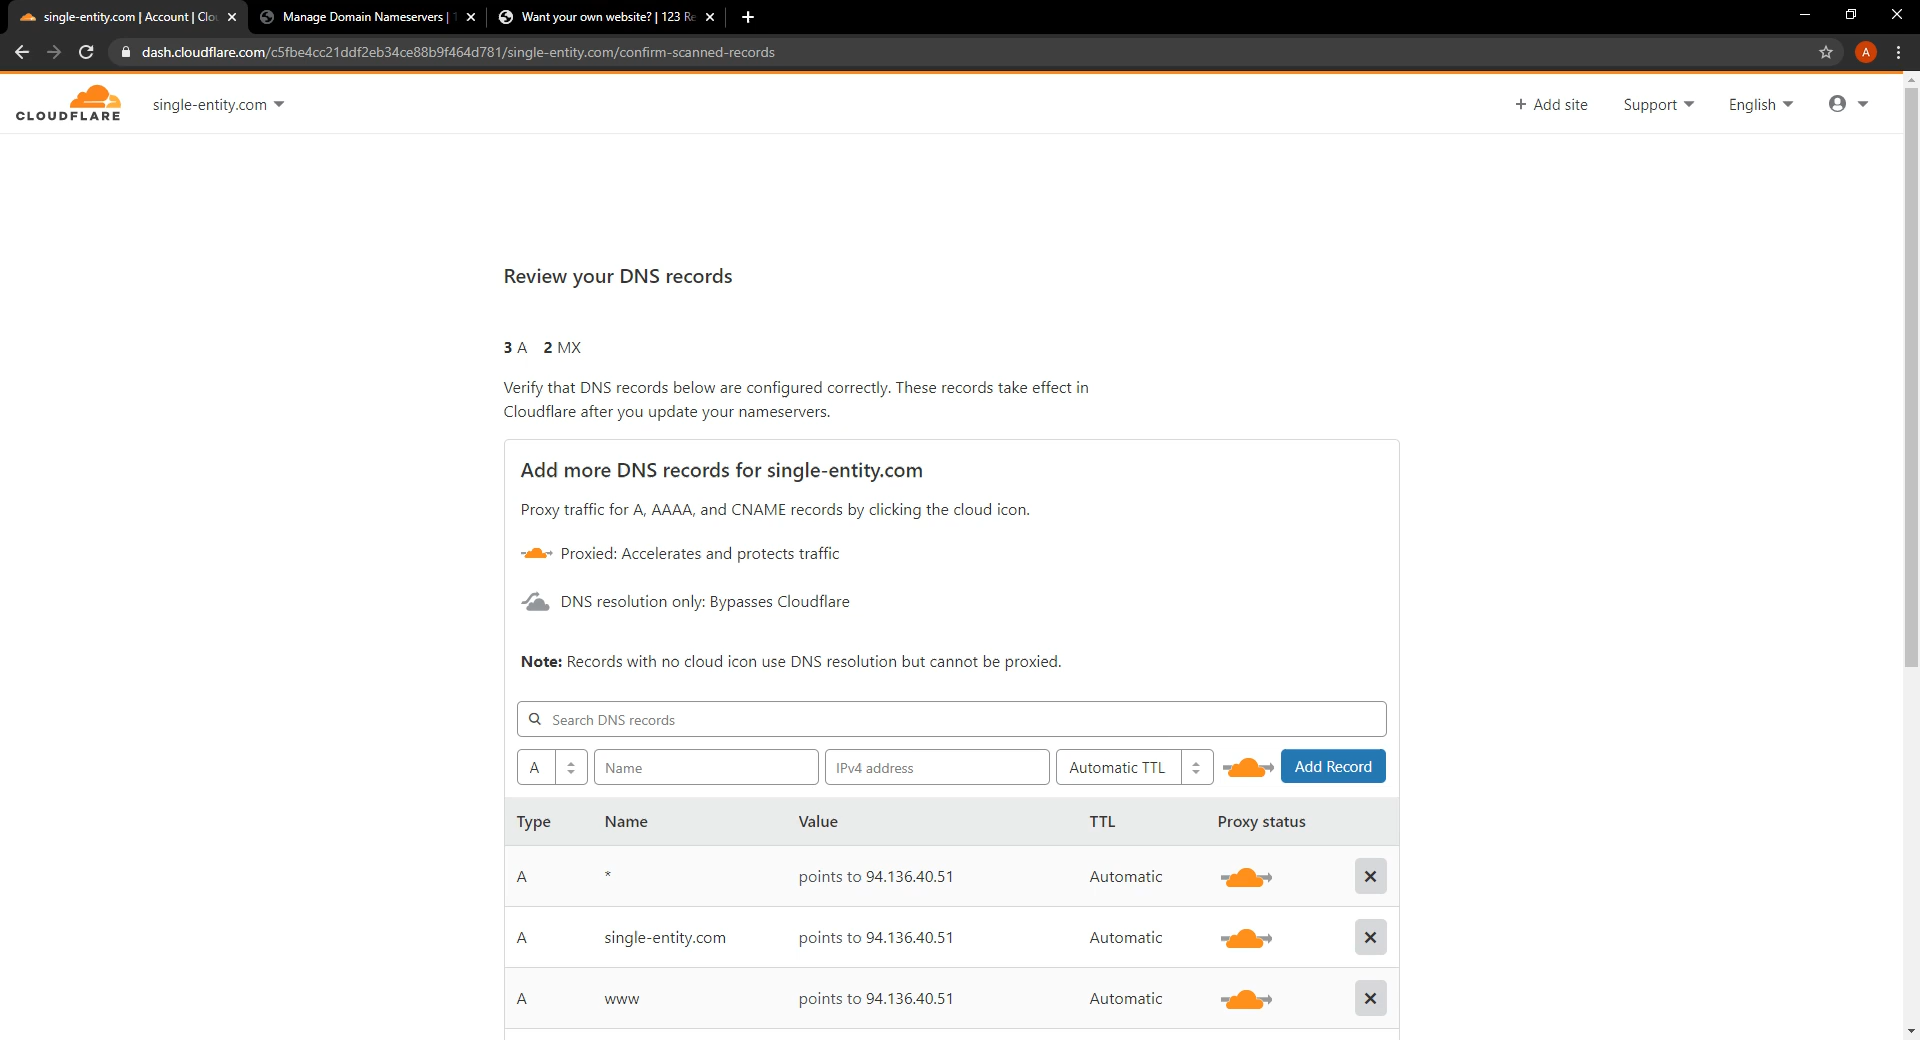 single-entity.com | Account | Clo
Manage Domain Nameservers |
Want your own website? | 123 Re
dash.cloudflare.com/c5fbe4cc21ddf2eb34ce88b9f464d781/single-entity.com/confirm-scanned-records
A
CLOUDFLARE
single-entity.com
+ Add site
Support
English
Review your DNS records
3 A 2 MX
Verify that DNS records below are configured correctly. These records take effect in
Cloudflare after you update your nameservers.
Add more DNS records for single-entity.com
Proxy traffic for A, AAAA, and CNAME records by clicking the cloud icon.
Proxied: Accelerates and protects traffic
DNS resolution only: Bypasses Cloudflare
Note: Records with no cloud icon use DNS resolution but cannot be proxied.
Search DNS records
A Name IPv4 address Automatic TTL Add Record
Type Name Value TTL Proxy status
A * points to 94.136.40.51 Automatic
A single-entity.com points to 94.136.40.51 Automatic
A www points to 94.136.40.51 Automatic